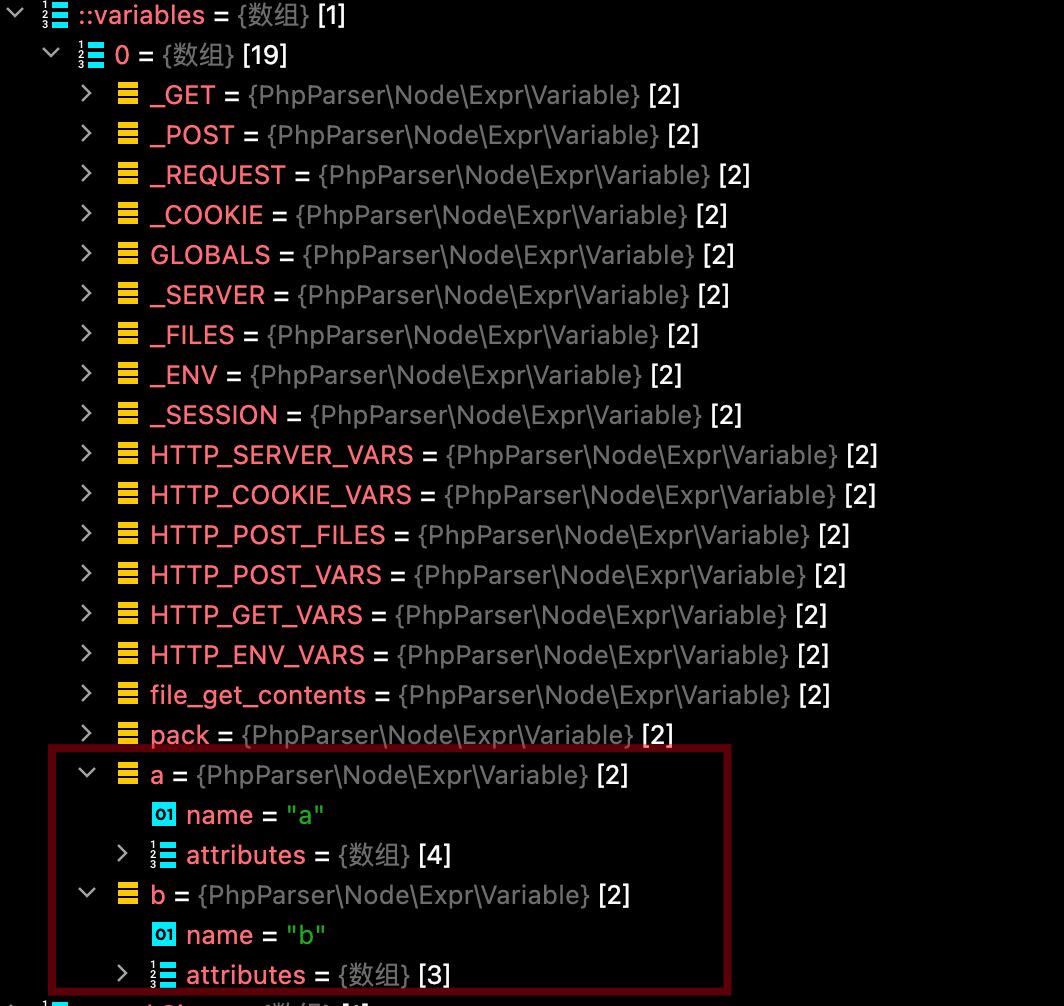 ::variables = {数组} [1]
0 = {数组} [19]
_GET = {PhpParser\Node\Expr\Variable} [2]
_POST = {PhpParser\Node\Expr\Variable} [2]
_REQUEST = {PhpParser\Node\Expr\Variable} [2]
_COOKIE = {PhpParser\Node\Expr\Variable} [2]
GLOBALS = {PhpParser\Node\Expr\Variable} [2]
_SERVER = {PhpParser\Node\Expr\Variable} [2]
_FILES = {PhpParser\Node\Expr\Variable} [2]
_ENV = {PhpParser\Node\Expr\Variable} [2]
_SESSION = {PhpParser\Node\Expr\Variable} [2]
HTTP_SERVER_VARS = {PhpParser\Node\Expr\Variable} [2]
HTTP_COOKIE_VARS = {PhpParser\Node\Expr\Variable} [2]
HTTP_POST_FILES = {PhpParser\Node\Expr\Variable} [2]
HTTP_POST_VARS = {PhpParser\Node\Expr\Variable} [2]
HTTP_GET_VARS = {PhpParser\Node\Expr\Variable} [2]
HTTP_ENV_VARS = {PhpParser\Node\Expr\Variable} [2]
file_get_contents = {PhpParser\Node\Expr\Variable} [2]
pack = {PhpParser\Node\Expr\Variable} [2]
a = {PhpParser\Node\Expr\Variable} [2]
01 name = "a"
attributes = {数组} [4]
b = {PhpParser\Node\Expr\Variable} [2]
01 name = "b"
attributes = {数组} [3]